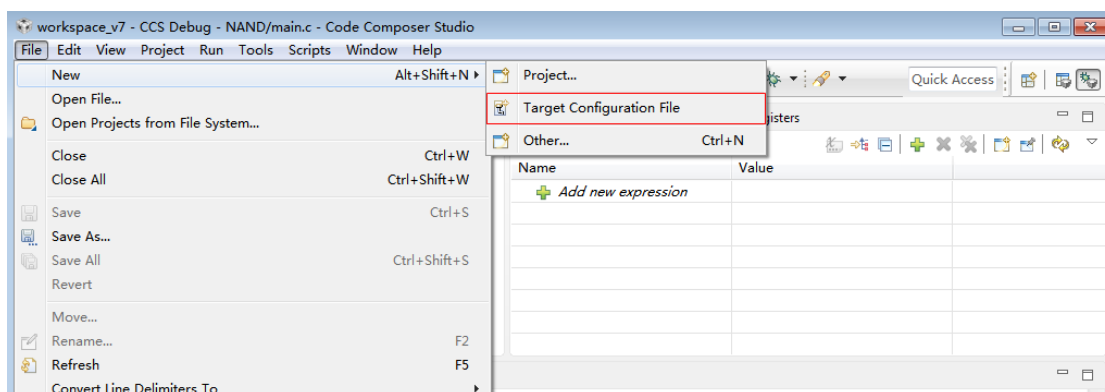 workspace_v7 - CCS Debug - NAND/main.c - Code Composer Studio
File Edit View Project Run Tools Scripts Window Help
New Alt+Shift+N
Project...
Quick Access
Open File...
Target Configuration File
Open Projects from File System...
Other... Ctrl+N
Close Ctrl+W
Name Value
Close All Ctrl+Shift+W
Add new expression
Save Ctrl+S
Save As...
Save All Ctrl+Shift+S
Revert
Move...
Rename... F2
Refresh F5
Convert Line Delimiters To